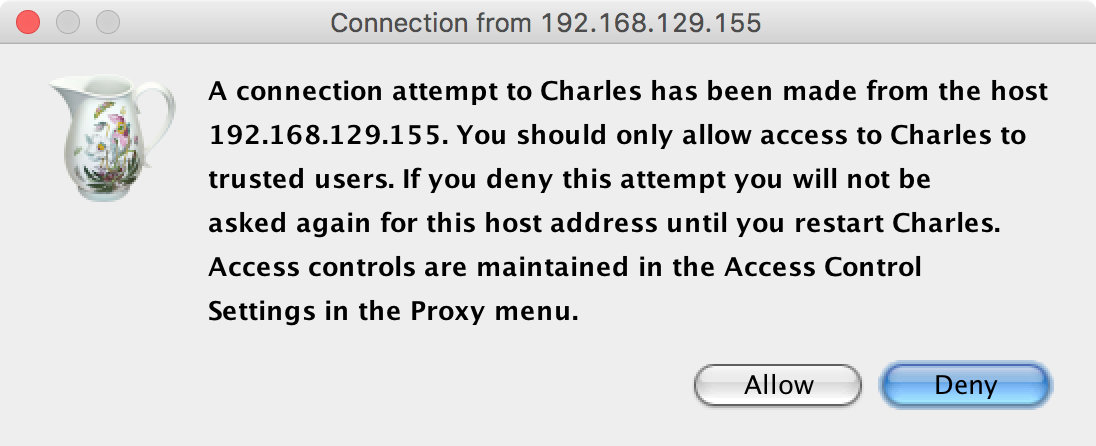 Connection from 192.168.129.155
A connection attempt to Charles has been made from the host
192.168.129.155. You should only allow access to Charles to
trusted users. If you deny this attempt you will not be
asked again for this host address until you restart Charles.
Access controls are maintained in the Access Control
Settings in the Proxy menu.
Allow
Deny